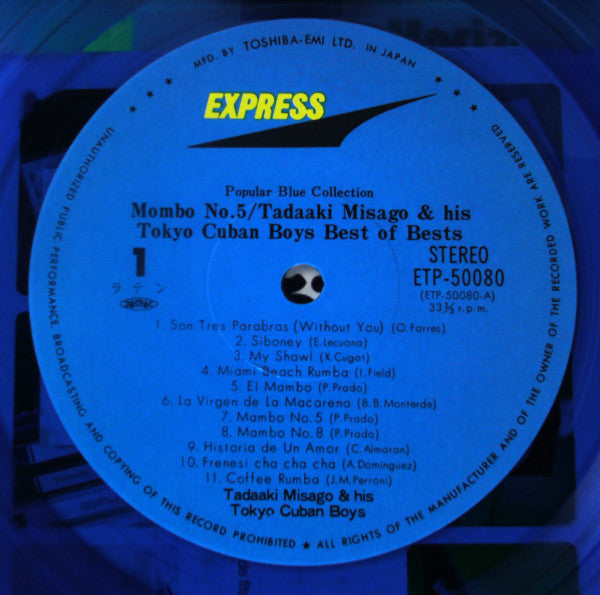 MFD. BY TOSHIBA-EMI LTD. IN JAPAN
EXPRESS
Popular Blue Collection
Mombo No.5/Tadaaki Misago & his
Tokyo Cuban Boys Best of Bests
1
ラテン
STEREO
ETP-50080
(ETP-50080-A)
33⅓ r.p.m.
1. Son Tres Parabras (Without You) (O. Farres)
2. Siboney (E. Lecuona)
3. My Shawl (X. Cugat)
4. Miami Beach Rumba (I. Field)
5. El Mambo (P. Prado)
6. La Virgen de La Macarena (B. B. Monterde)
7. Mambo No. 5 (P. Prado)
8. Mambo No. 8 (P. Prado)
9. Historia de Un Amor (C. Almaran)
10. Frenesi cha cha cha (A. Dominguez)
11. Coffee Rumba (J. M. Perroni)
Tadaaki Misago & his
Tokyo Cuban Boys
UNAUTHORIZED PUBLIC PERFORMANCE, BROADCASTING AND COPYING OF THIS RECORD PROHIBITED ★ ALL RIGHTS OF THE MANUFACTURER AND OF THE OWNER OF THE RECORDED WORK ARE RESERVED